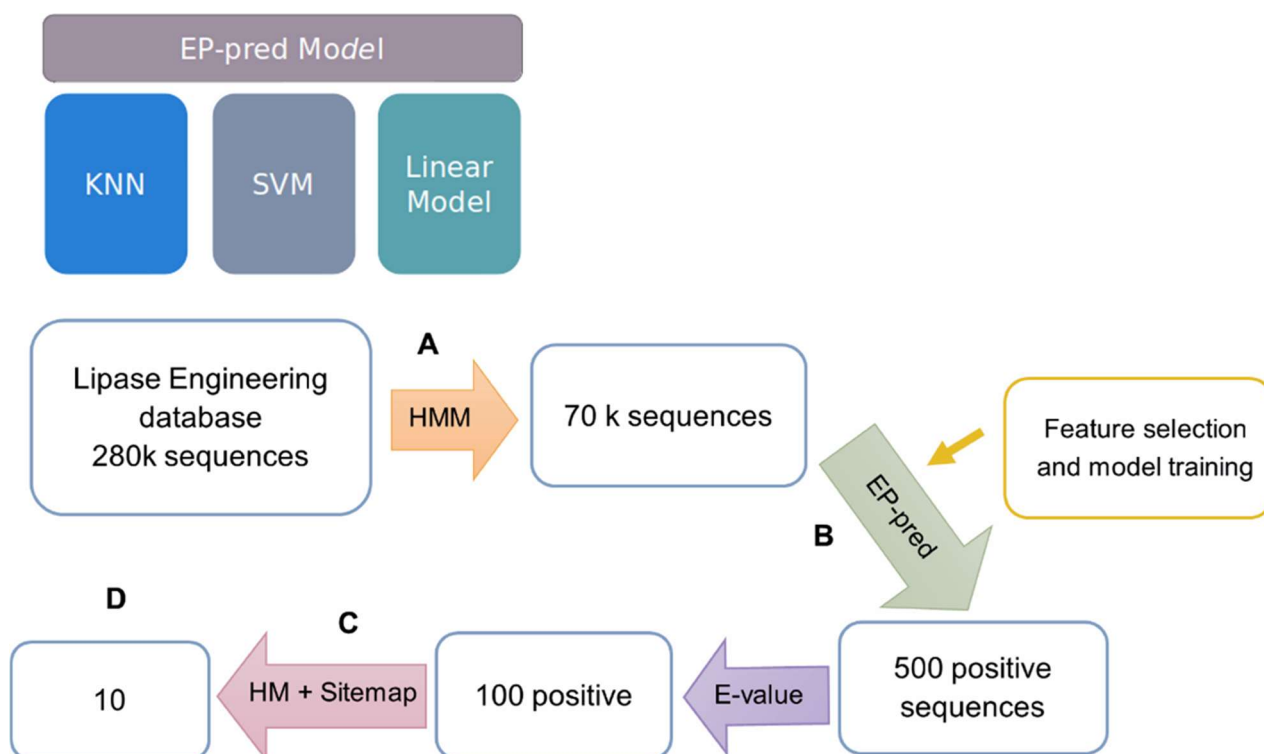 EP-pred Model
KNN
SVM
Linear
Model
A
Lipase Engineering
database
280k sequences
HMM
70 k sequences
Feature selection
and model training
EP-pred
B
D
C
10
HM + Sitemap
100 positive
E-value
500 positive
sequences